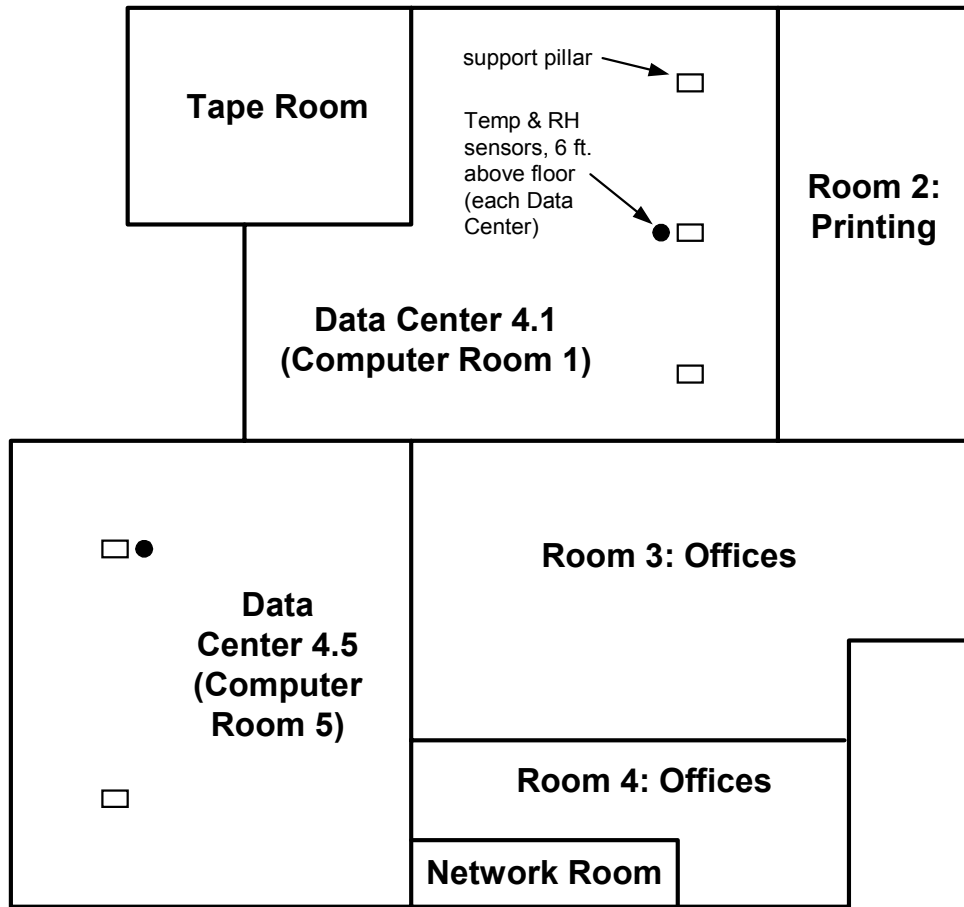 Tape Room
support pillar
Temp & RH
sensors, 6 ft.
above floor
(each Data
Center)
Room 2:
Printing
Data Center 4.1
(Computer Room 1)
Room 3: Offices
Data
Center 4.5
(Computer
Room 5)
Room 4: Offices
Network Room